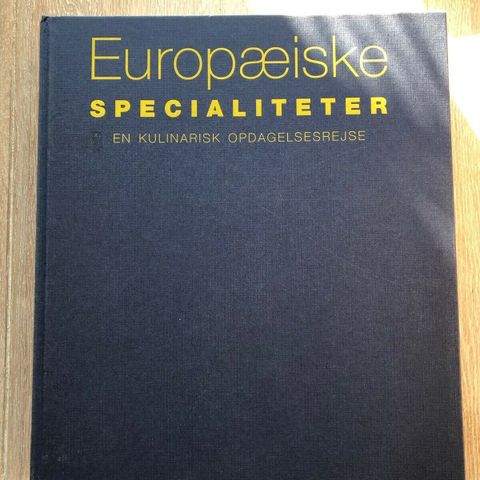 Europæiske
SPECIALITETER
EN KULINARISK OPDAGELSESREJSE